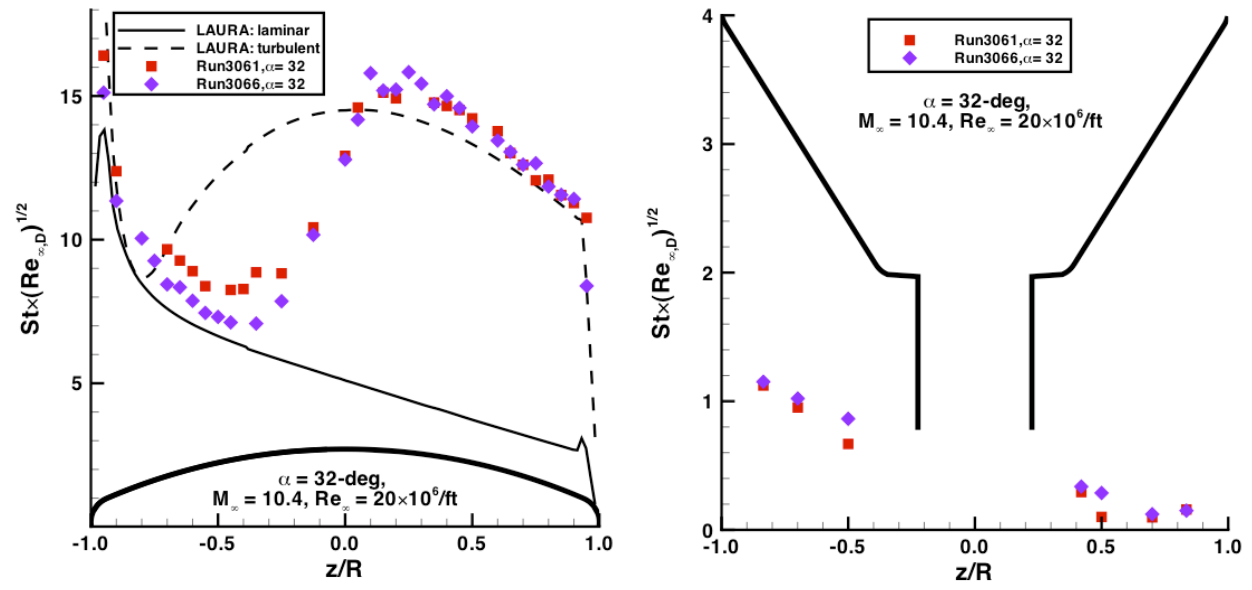 LAURA: laminar
LAURA: turbulent
Run3061,α= 32
Run3066,α= 32
15
10
5
St×(Re∞,D)1/2
α = 32-deg,
M∞ = 10.4, Re∞ = 20×10⁶/ft
-1.0 -0.5 0.0 0.5 1.0
z/R
4
3
2
1
0
St×(Re∞,D)1/2
Run3061,α= 32
Run3066,α= 32
α = 32-deg,
M∞ = 10.4, Re∞ = 20×10⁶/ft
-1.0 -0.5 0.0 0.5 1.0
z/R